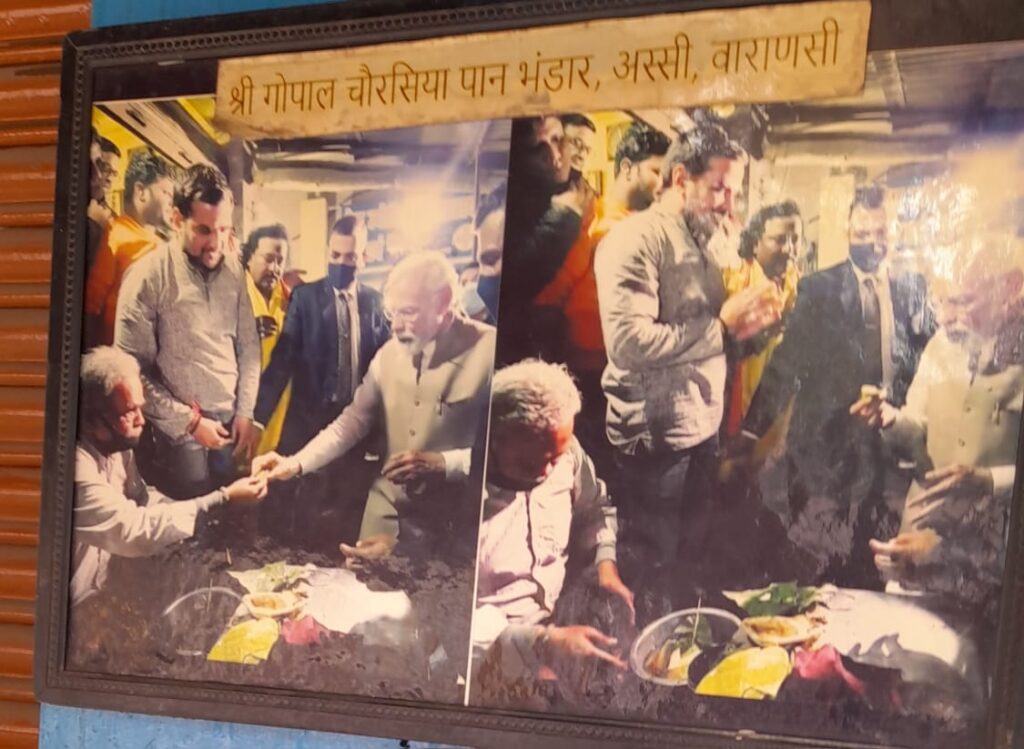 श्री गोपाल चौरसिया पान भंडार, अस्सी, वाराणसी